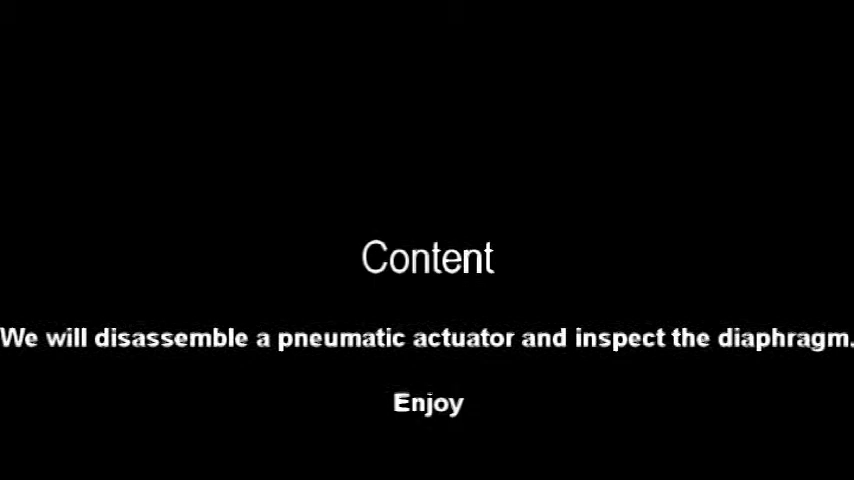 Content
We will disassemble a pneumatic actuator and inspect the diaphragm.
Enjoy